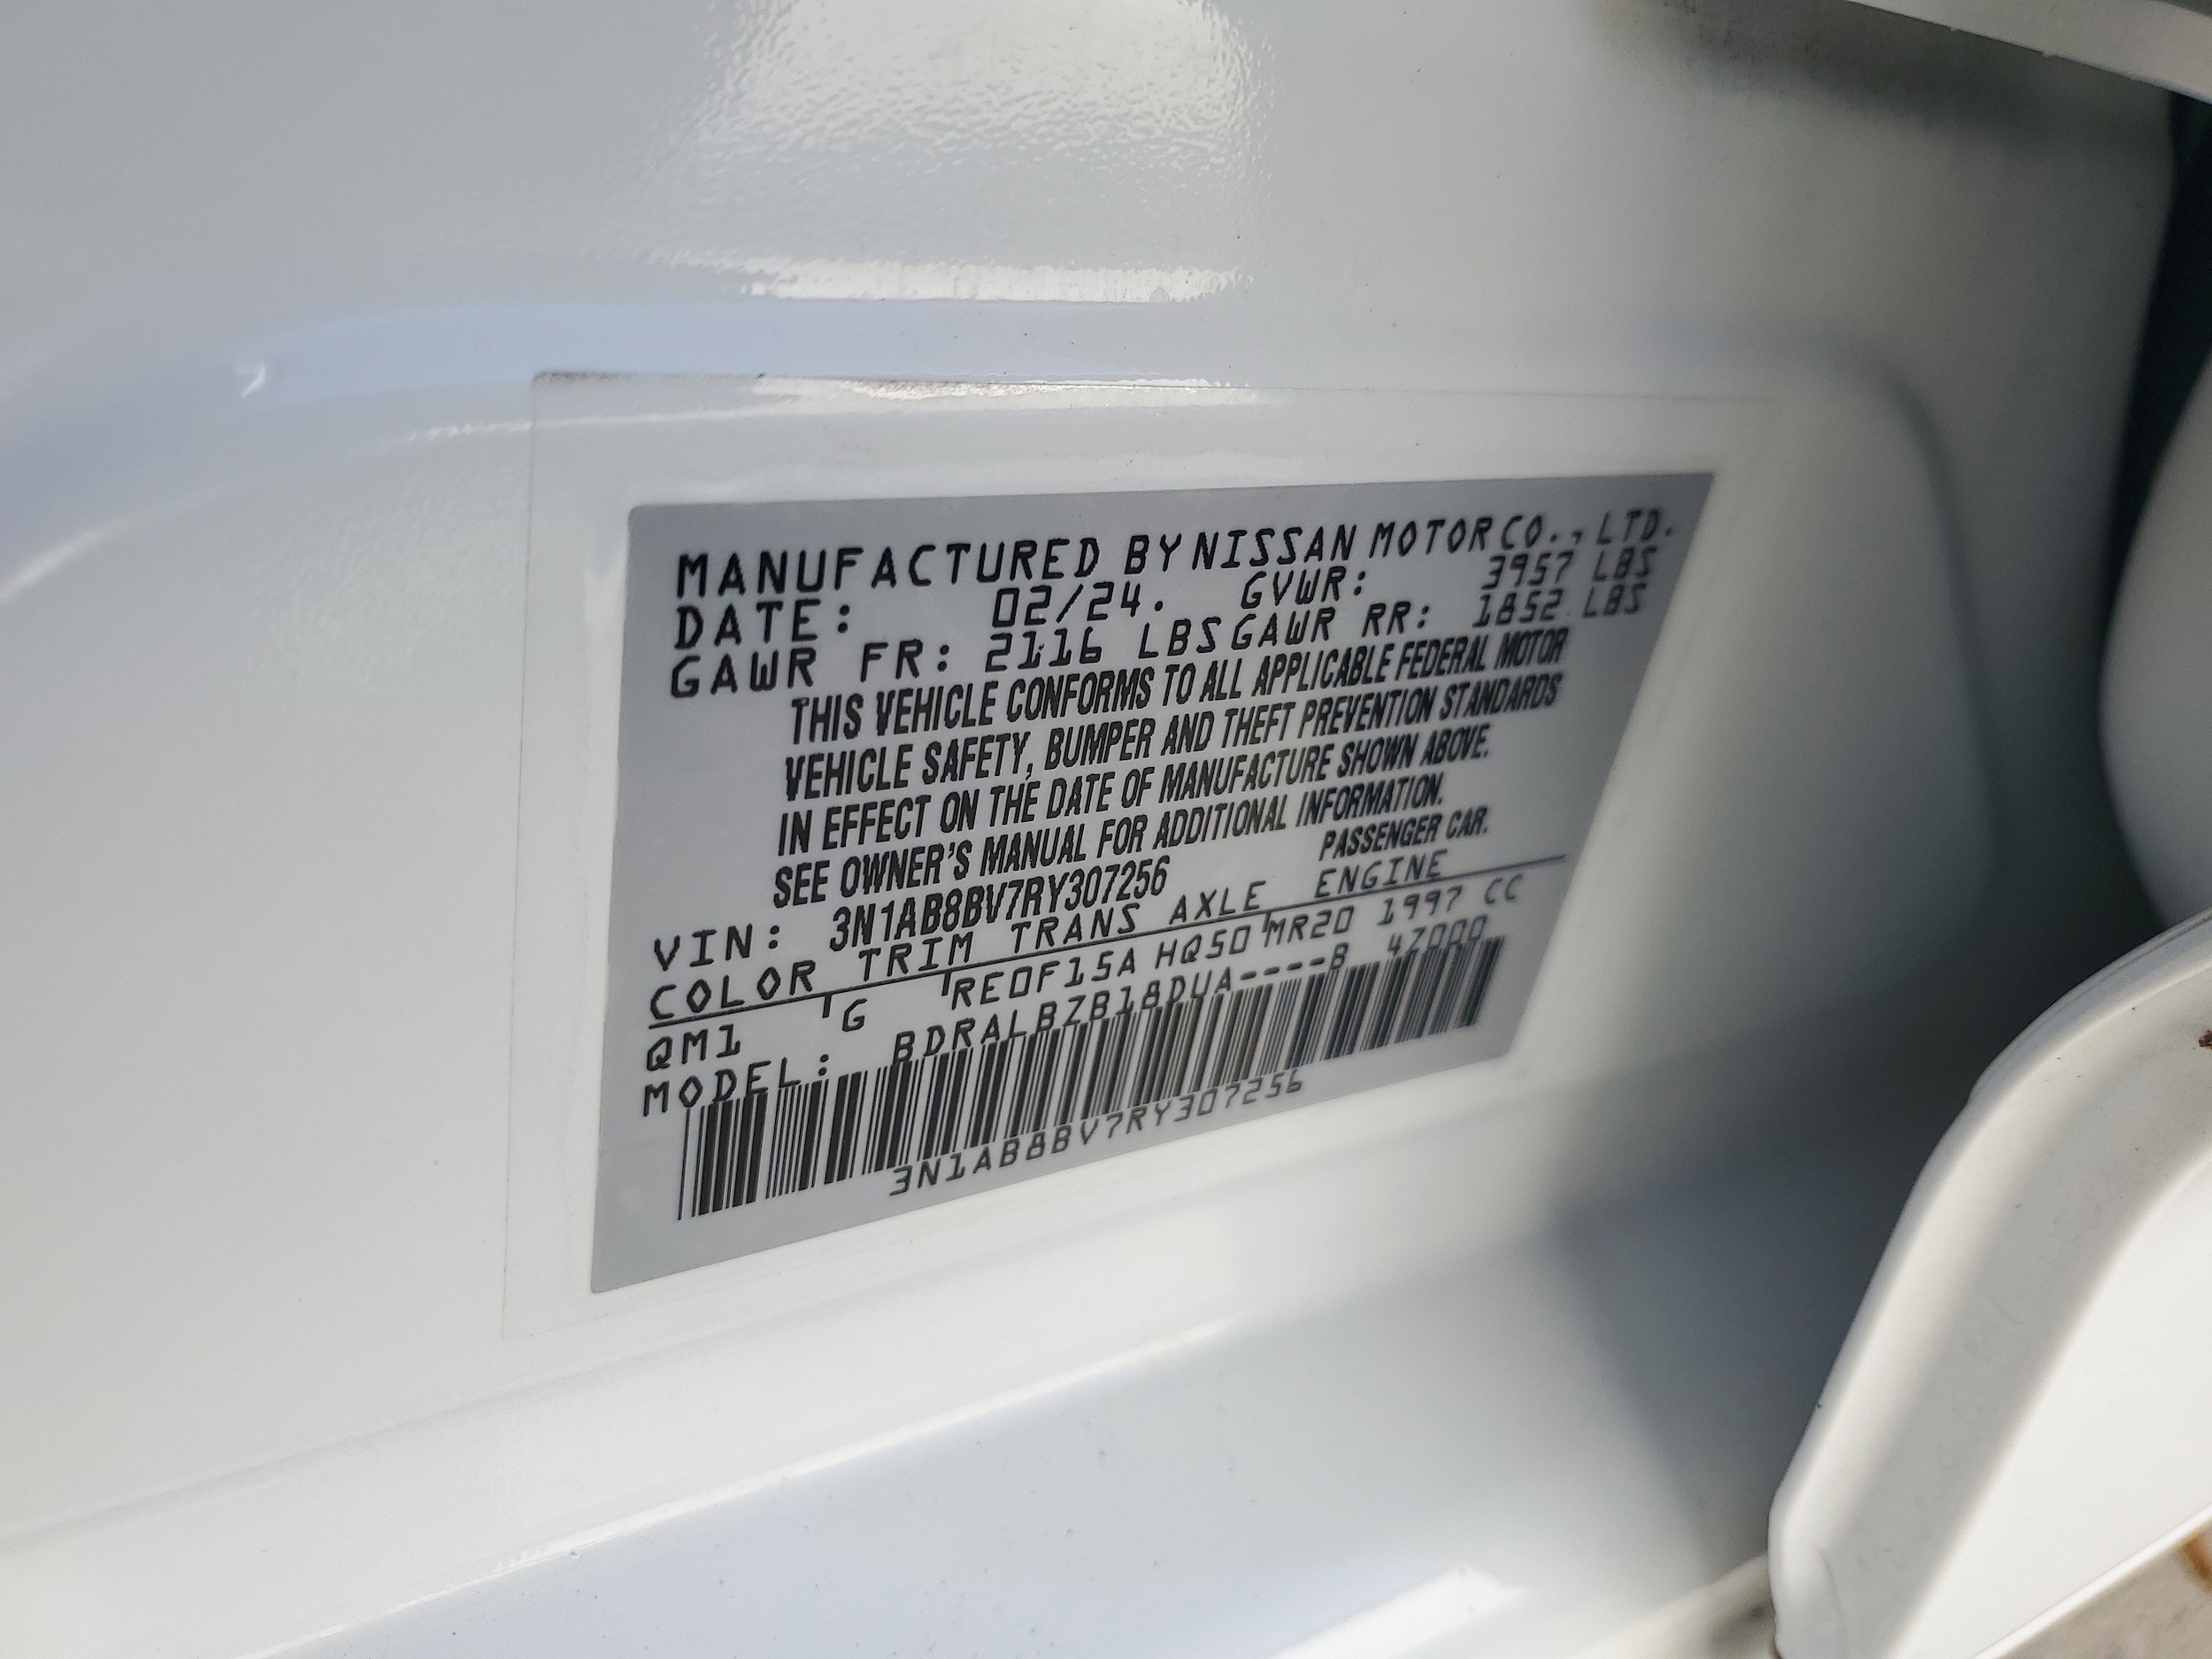 MANUFACTURED BY NISSAN MOTOR CO., LTD.
DATE: 02/24. GVWR: 3957 LBS
GAWR FR: 2116 LBS GAWR RR: 1852 LBS
THIS VEHICLE CONFORMS TO ALL APPLICABLE FEDERAL MOTOR
VEHICLE SAFETY, BUMPER AND THEFT PREVENTION STANDARDS
IN EFFECT ON THE DATE OF MANUFACTURE SHOWN ABOVE.
SEE OWNER'S MANUAL FOR ADDITIONAL INFORMATION.
VIN: 3N1AB8BV7RY307256 PASSENGER CAR.
COLOR TRIM TRANS AXLE ENGINE
QM1 G RE0F15A HQ50 MR20 1997 CC
MODEL: BDRALBZB18DUA----B 47000
3N1AB8BV7RY307256